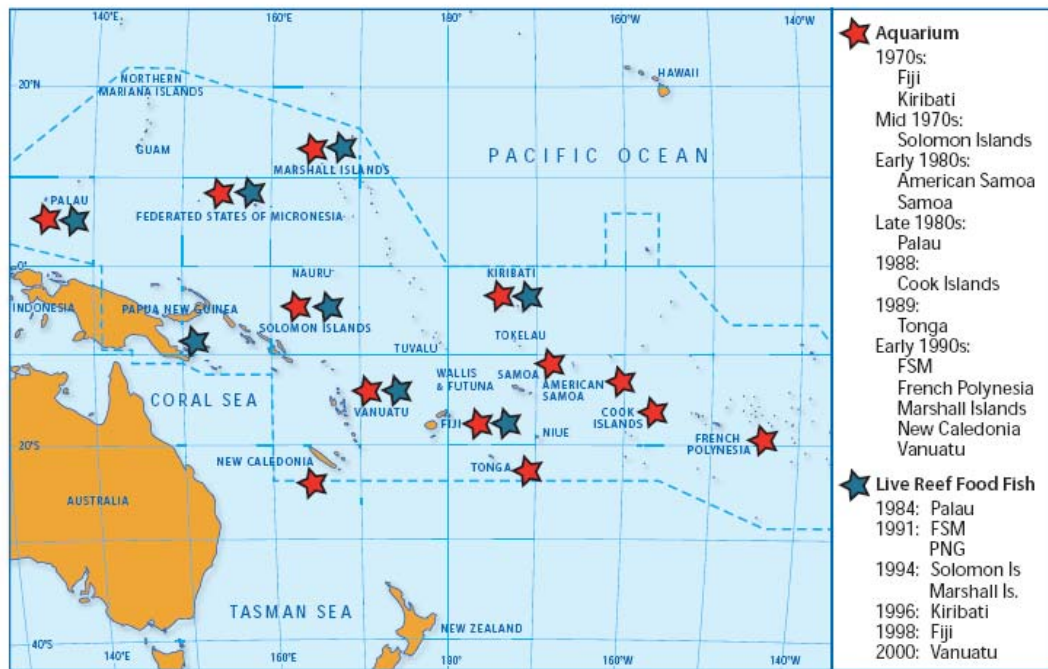 140°E
160°E
180°
160°W
140°W
20°N
HAWAII
NORTHERN
MARIANA ISLANDS
GUAM
PACIFIC OCEAN
MARSHALL ISLANDS
PALAU
FEDERATED STATES OF MICRONESIA
0°
NAURU
KIRIBATI
INDONESIA
PAPUA NEW GUINEA
SOLOMON ISLANDS
TOKELAU
TUVALU
WALLIS
& FUTUNA
SAMOA
AMERICAN
SAMOA
CORAL SEA
VANUATU
FIJI
NIUE
COOK
ISLANDS
FRENCH
POLYNESIA
20°S
NEW CALEDONIA
TONGA
AUSTRALIA
TASMAN SEA
NEW ZEALAND
40°S
140°E
160°E
180°
170°W
160°W
140°W
Aquarium
1970s:
Fiji
Kiribati
Mid 1970s:
Solomon Islands
Early 1980s:
American Samoa
Samoa
Late 1980s:
Palau
1988:
Cook Islands
1989:
Tonga
Early 1990s:
FSM
French Polynesia
Marshall Islands
New Caledonia
Vanuatu
Live Reef Food Fish
1984: Palau
1991: FSM
PNG
1994: Solomon Is
Marshall Is.
1996: Kiribati
1998: Fiji
2000: Vanuatu